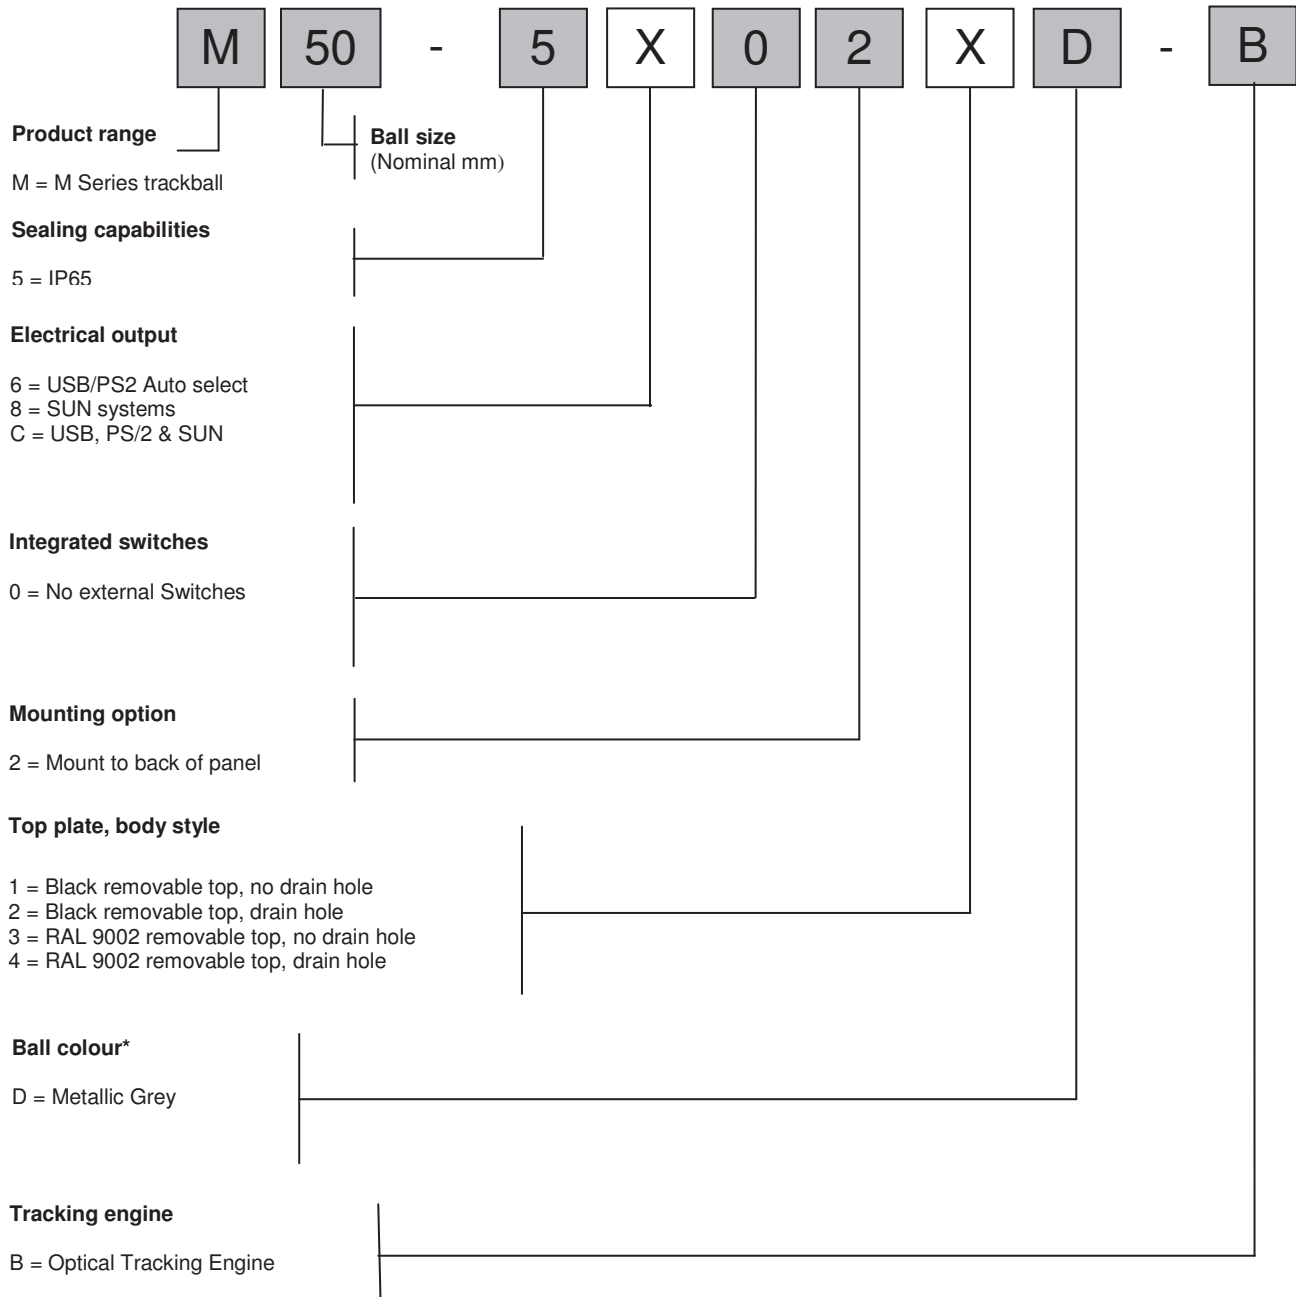 M 50 - 5 X 0 2 X D - B
Product range
M = M Series trackball
Ball size
(Nominal mm)
Sealing capabilities
5 = IP65
Electrical output
6 = USB/PS2 Auto select
8 = SUN systems
C = USB, PS/2 & SUN
Integrated switches
0 = No external Switches
Mounting option
2 = Mount to back of panel
Top plate, body style
1 = Black removable top, no drain hole
2 = Black removable top, drain hole
3 = RAL 9002 removable top, no drain hole
4 = RAL 9002 removable top, drain hole
Ball colour*
D = Metallic Grey
Tracking engine
B = Optical Tracking Engine